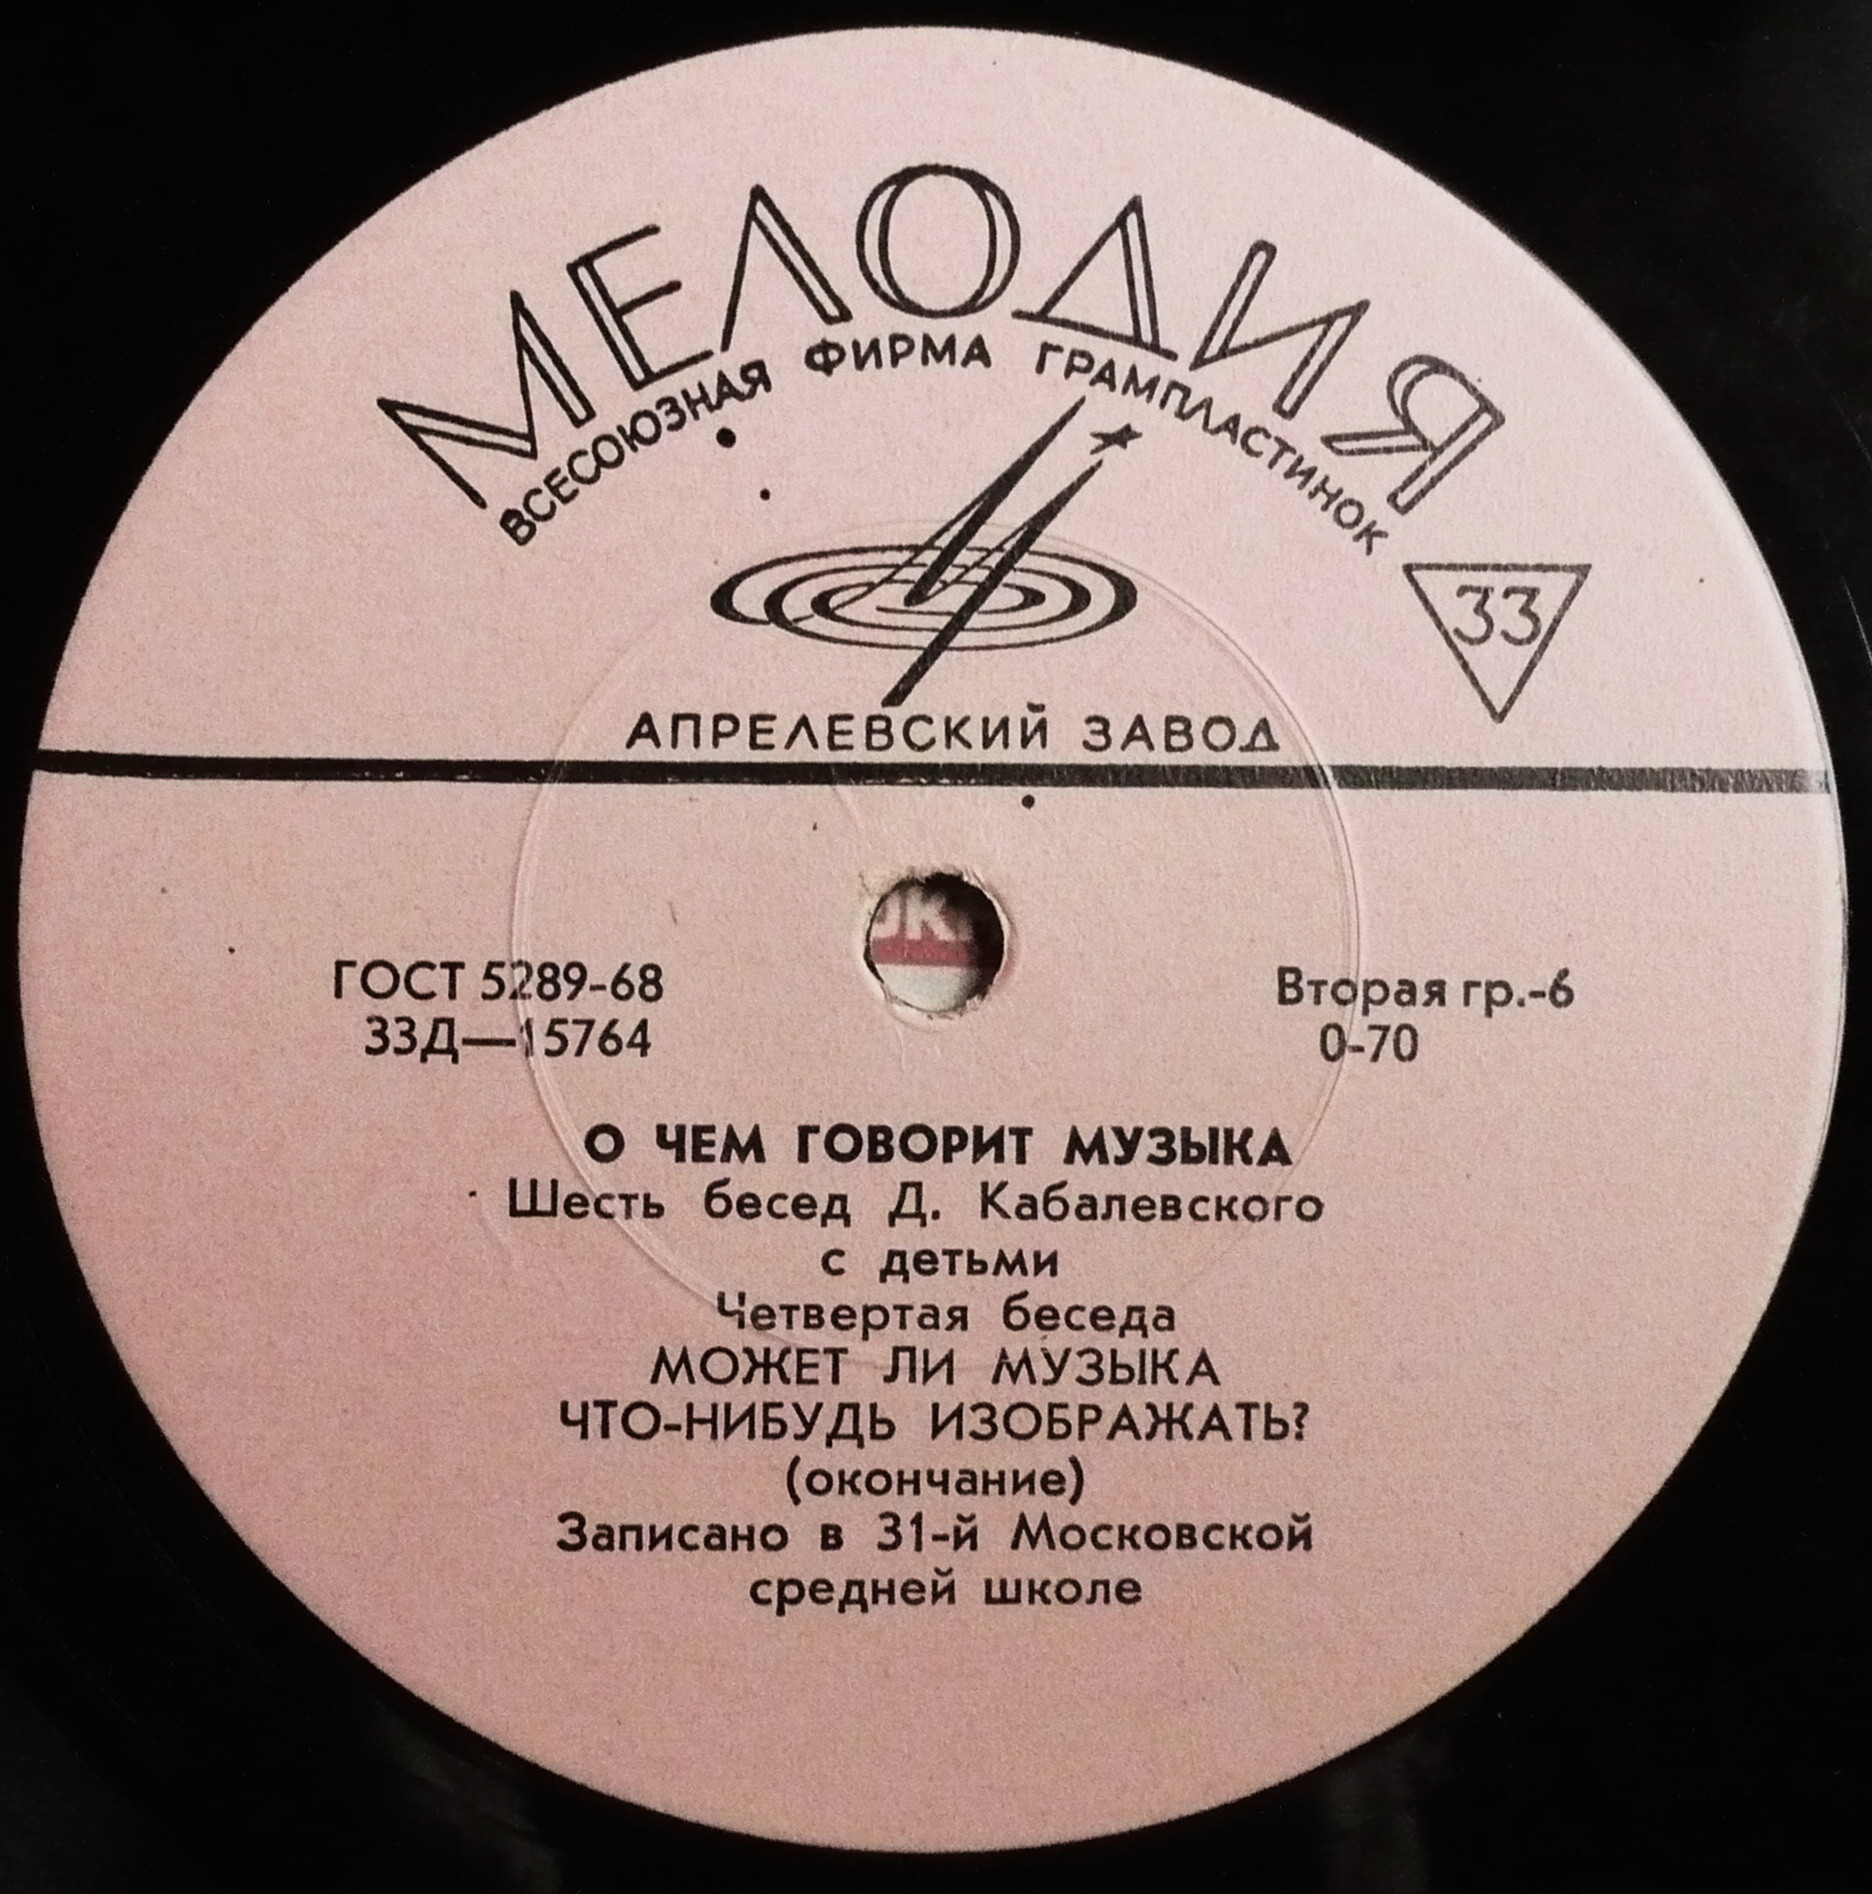 МЕЛОДИЯ
ВСЕСОЮЗНАЯ ФИРМА ГРАМПЛАСТИНОК
33
АПРЕЛЕВСКИЙ ЗАВОД
ГОСТ 5289-68
33Д—15764
Вторая гр.-6
0-70
О ЧЕМ ГОВОРИТ МУЗЫКА
Шесть бесед Д. Кабалевского
с детьми
Четвертая беседа
МОЖЕТ ЛИ МУЗЫКА
ЧТО-НИБУДЬ ИЗОБРАЖАТЬ?
(окончание)
Записано в 31-й Московской
средней школе